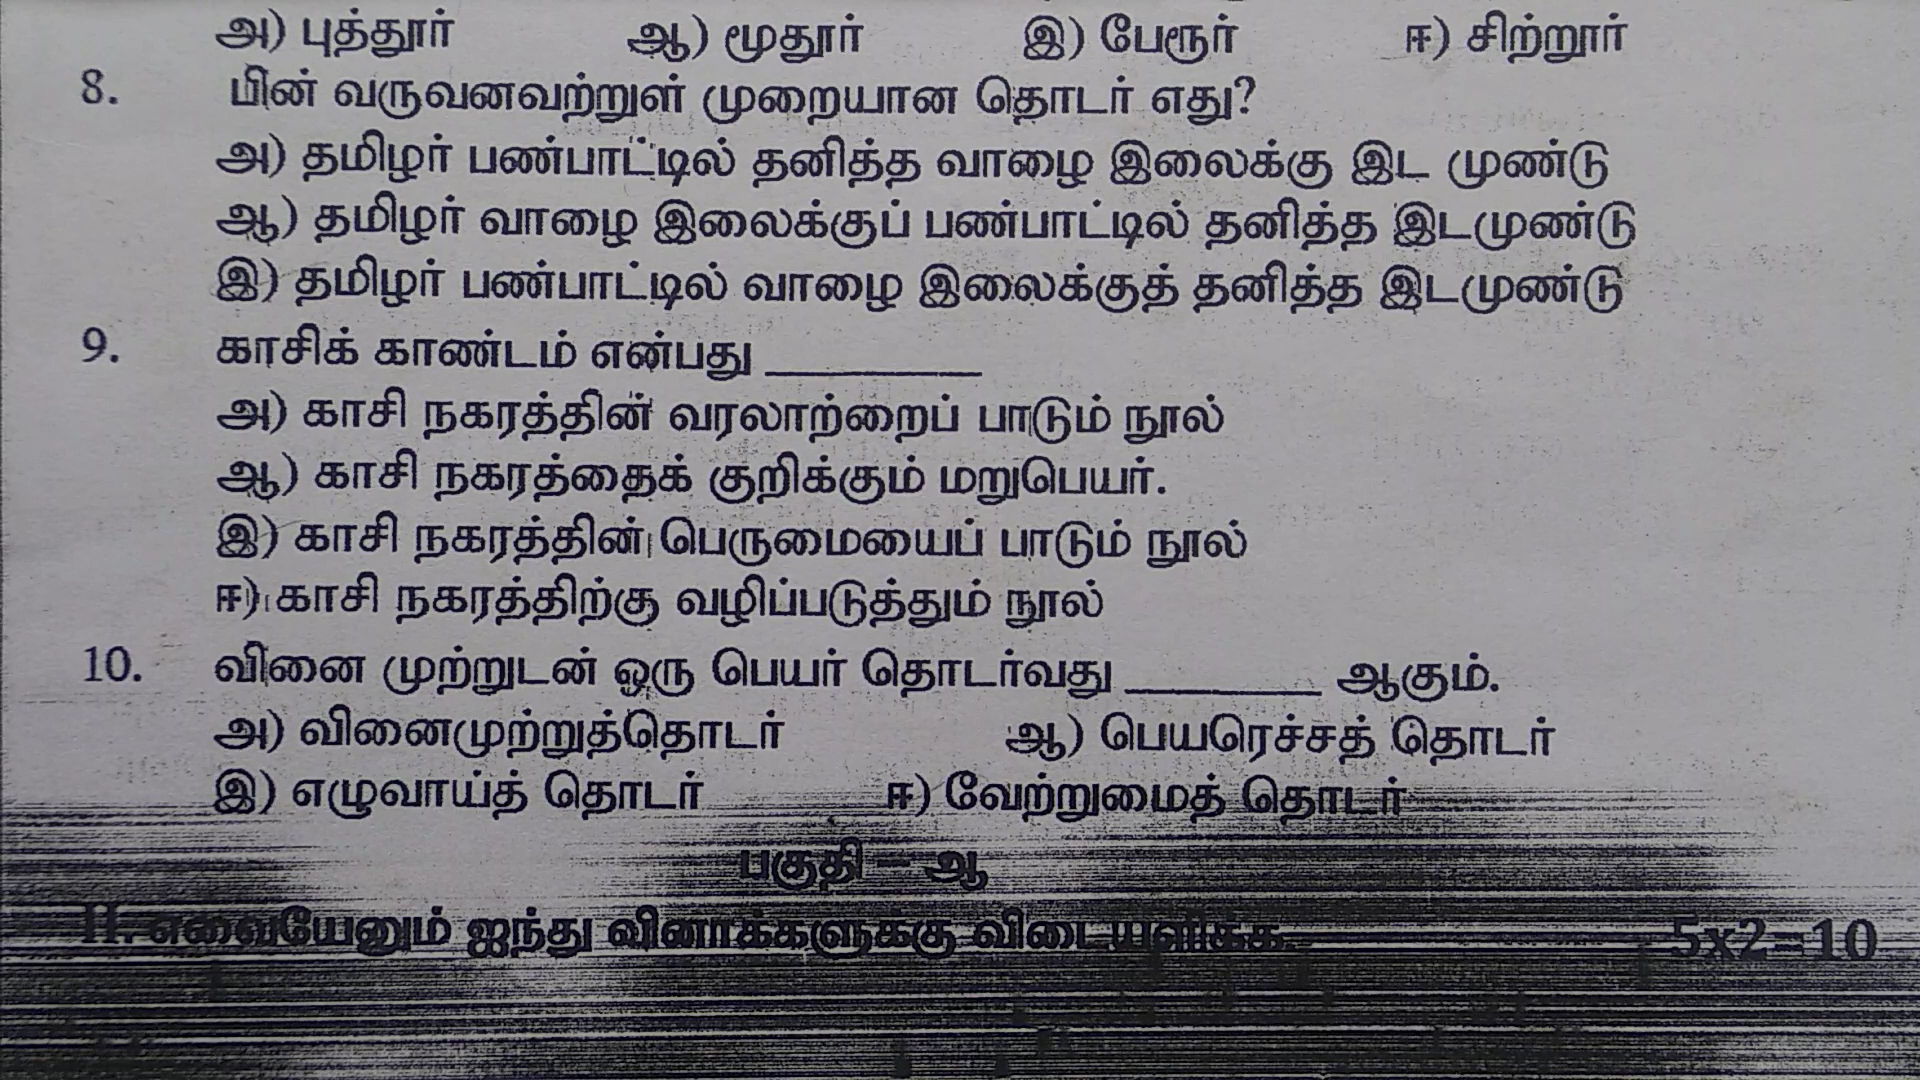 அ) புத்தூர் ஆ) மூதூர் இ) பேரூர் ஈ) சிற்றூர்
8. பின் வருவனவற்றுள் முறையான தொடர் எது?
அ) தமிழர் பண்பாட்டில் தனித்த வாழை இலைக்கு இட முண்டு
ஆ) தமிழர் வாழை இலைக்குப் பண்பாட்டில் தனித்த இடமுண்டு
இ) தமிழர் பண்பாட்டில் வாழை இலைக்குத் தனித்த இடமுண்டு
9. காசிக் காண்டம் என்பது __________
அ) காசி நகரத்தின் வரலாற்றைப் பாடும் நூல்
ஆ) காசி நகரத்தைக் குறிக்கும் மறுபெயர்.
இ) காசி நகரத்தின் பெருமையைப் பாடும் நூல்
ஈ) காசி நகரத்திற்கு வழிப்படுத்தும் நூல்
10. வினை முற்றுடன் ஒரு பெயர் தொடர்வது _________ ஆகும்.
அ) வினைமுற்றுத்தொடர் ஆ) பெயரெச்சத் தொடர்
இ) எழுவாய்த் தொடர் ஈ) வேற்றுமைத் தொடர்
பகுதி – ஆ
II. எவையேனும் ஐந்து வினாக்களுக்கு விடையளிக்க. 5x2=10